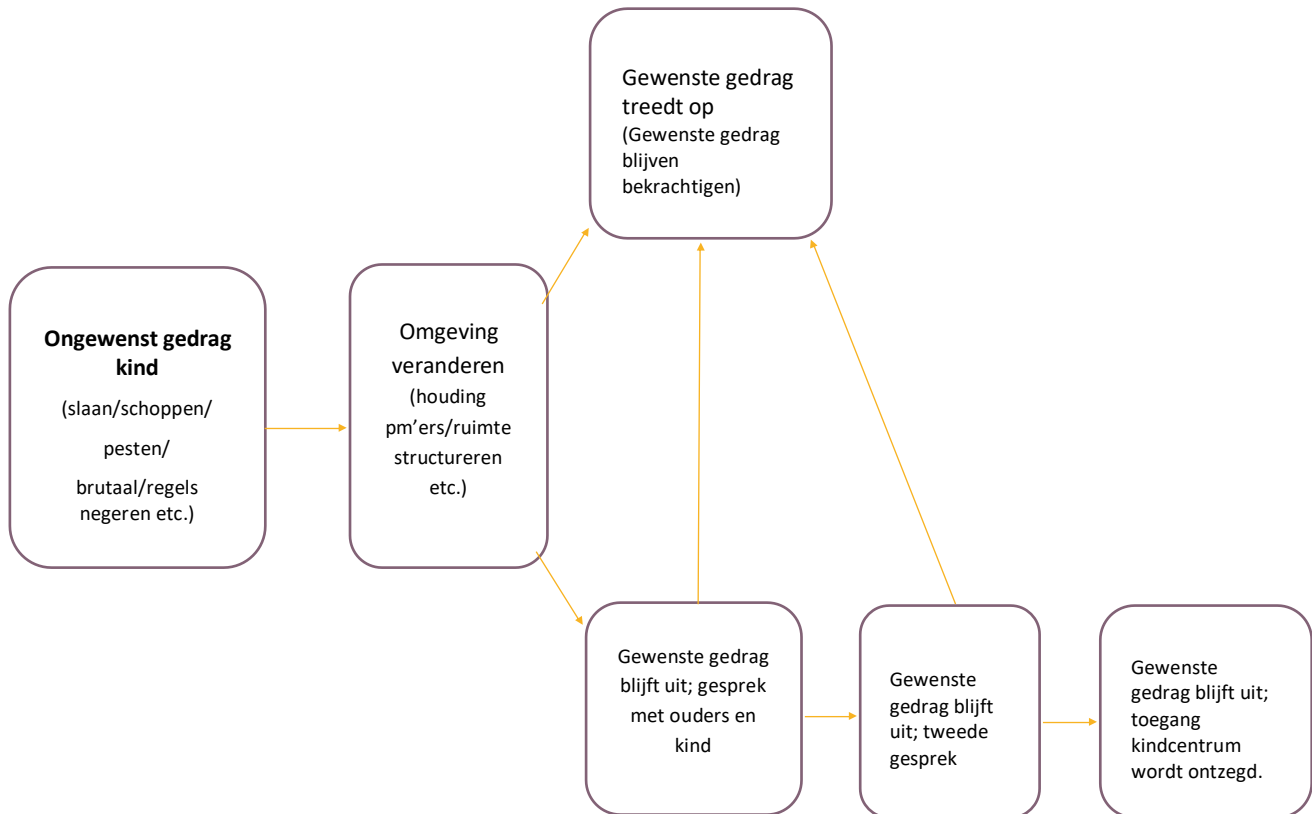 Gewenste gedrag
treedt op
(Gewenste gedrag
blijven
bekrachtigen)
Ongewenst gedrag
kind
(slaan/schoppen/
pesten/
brutaal/regels
negeren etc.)
Omgeving
veranderen
(houding
pm’ers/ruimte
structureren
etc.)
Gewenste gedrag
blijft uit; gesprek
met ouders en
kind
Gewenste
gedrag blijft
uit; tweede
gesprek
Gewenste
gedrag blijft uit;
toegang
kindcentrum
wordt ontzegd.